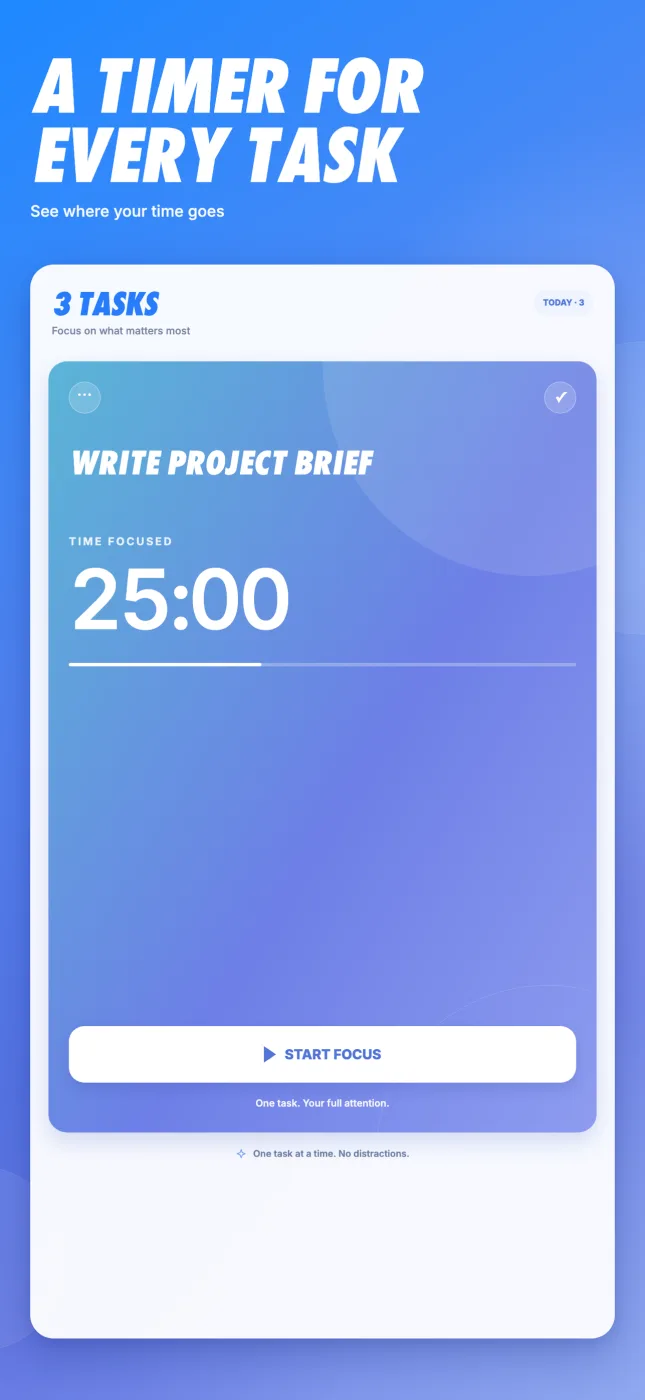 A TIMER FOR
EVERY TASK
See where your time goes
3 TASKS
TODAY · 3
Focus on what matters most
WRITE PROJECT BRIEF
TIME FOCUSED
25:00
START FOCUS
One task. Your full attention.
One task at a time. No distractions.